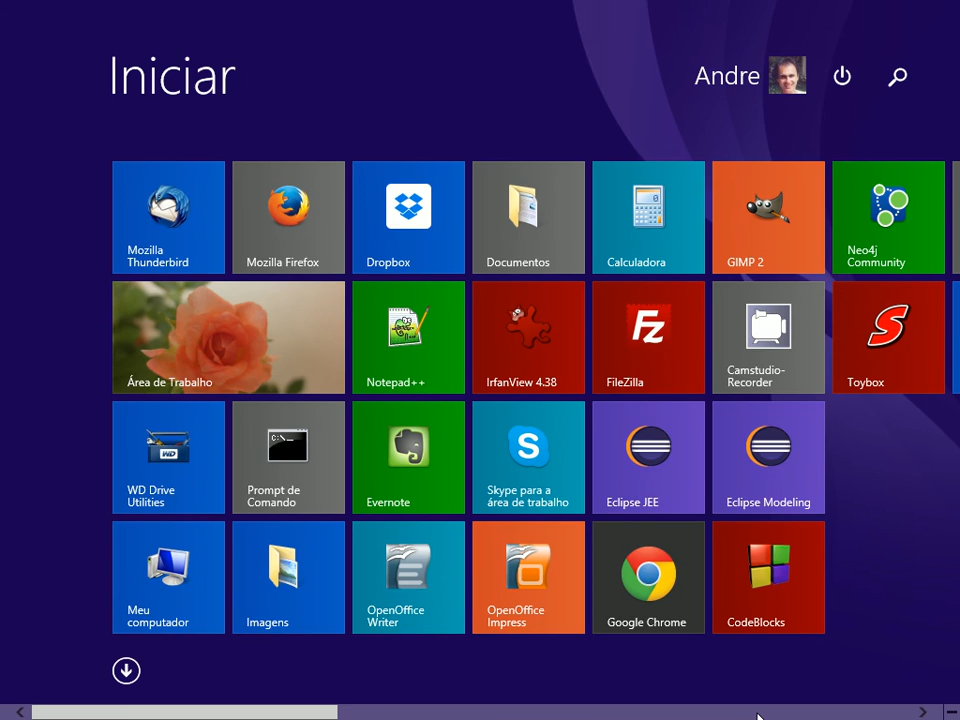 Iniciar
Andre
Mozilla
Thunderbird
Mozilla Firefox
Dropbox
Documentos
Calculadora
GIMP 2
Neo4j
Community
Área de Trabalho
Notepad++
IrfanView 4.38
Fz
FileZilla
Camstudio-
Recorder
S
Toybox
WD
WD Drive
Utilities
C:\_
Prompt de
Comando
Evernote
S
Skype para a
área de trabalho
Eclipse JEE
Eclipse Modeling
Meu
computador
Imagens
OpenOffice
Writer
OpenOffice
Impress
Google Chrome
CodeBlocks